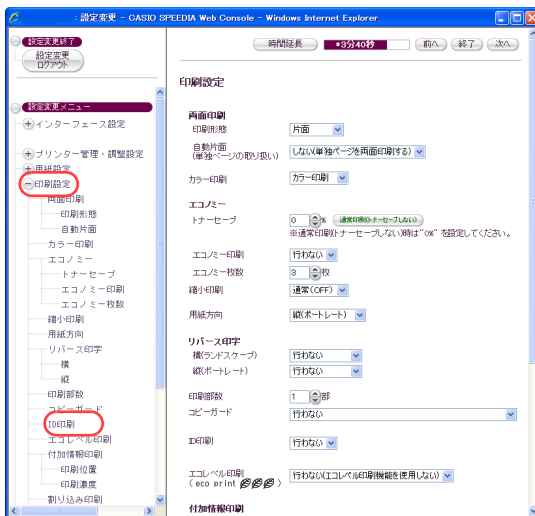 : 設定変更 - CASIO SPEEDIA Web Console - Windows Internet Explorer
設定変更終了
設定変更
ログアウト
設定変更メニュー
インターフェース設定
プリンター管理・調整設定
用紙設定
印刷設定
両面印刷
印刷形態
自動片面
カラー印刷
エコノミー
トナーセーブ
エコノミー印刷
エコノミー枚数
縮小印刷
用紙方向
リバース印字
横
縦
印刷部数
コピーガード
ID印刷
エコレベル印刷
付加情報印刷
印刷位置
印刷濃度
割り込み印刷
時間延長 *3分40秒 前へ 終了 次へ
印刷設定
両面印刷
印刷形態 片面
自動片面
(単独ページの取り扱い) しない(単独ページを両面印刷する)
カラー印刷 カラー印刷
エコノミー
トナーセーブ 0 % 通常印刷(トナーセーブしない)
※通常印刷(トナーセーブしない)時は"0%" を設定してください。
エコノミー印刷 行わない
エコノミー枚数 3 枚
縮小印刷 通常(OFF)
用紙方向 縦(ポートレート)
リバース印字
横(ランドスケープ) 行わない
縦(ポートレート) 行わない
印刷部数 1 部
コピーガード 行わない
ID印刷 行わない
エコレベル印刷
( eco print ) 行わない(エコレベル印刷機能を使用しない)
付加情報印刷